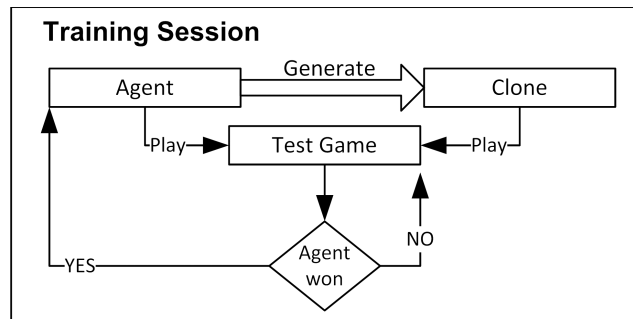 Training Session
Generate
Agent
Clone
Play
Test Game
Play
Agent
won
YES
NO